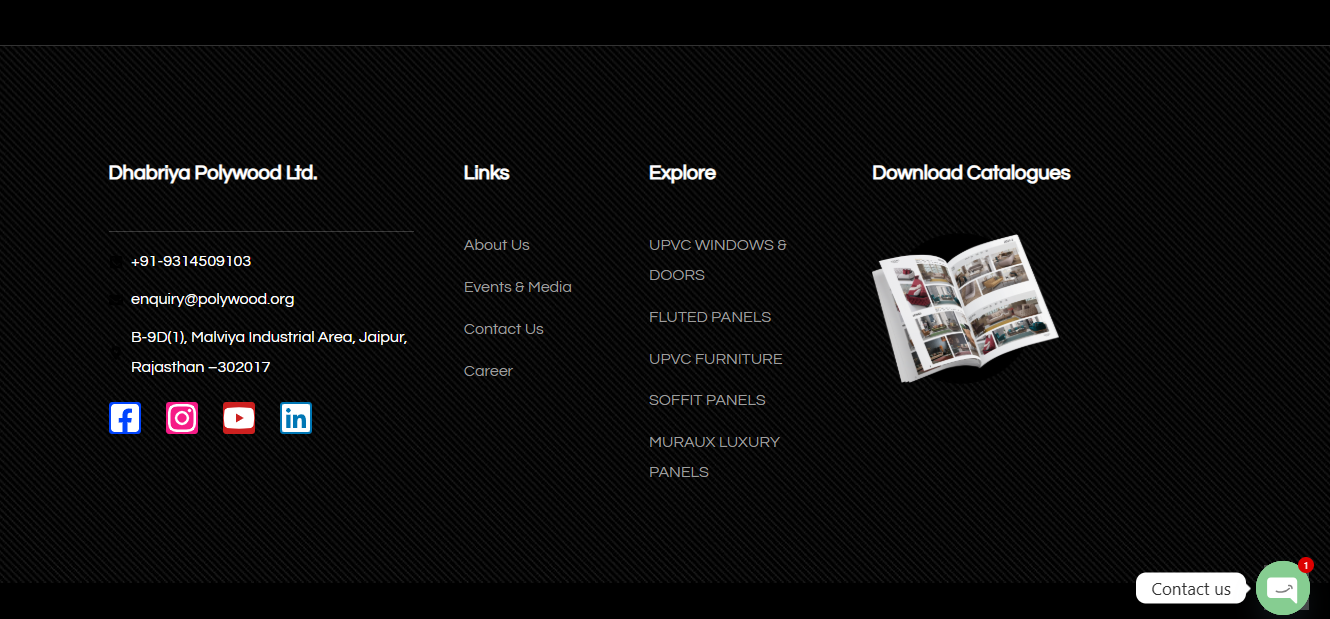 Dhabriya Polywood Ltd.
+91-9314509103
enquiry@polywood.org
B-9D(1), Malviya Industrial Area, Jaipur,
Rajasthan –302017
Links
About Us
Events & Media
Contact Us
Career
Explore
UPVC WINDOWS &
DOORS
FLUTED PANELS
UPVC FURNITURE
SOFFIT PANELS
MURAUX LUXURY
PANELS
Download Catalogues
Contact us
1